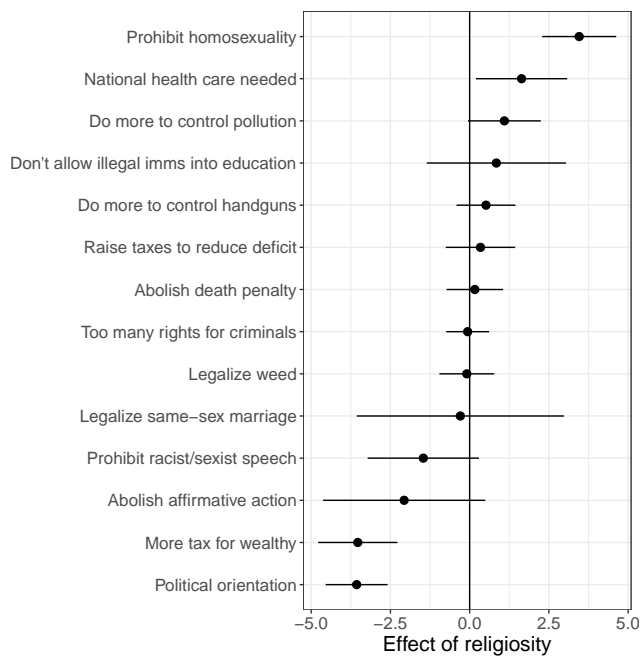 Prohibit homosexuality
National health care needed
Do more to control pollution
Don't allow illegal imms into education
Do more to control handguns
Raise taxes to reduce deficit
Abolish death penalty
Too many rights for criminals
Legalize weed
Legalize same−sex marriage
Prohibit racist/sexist speech
Abolish affirmative action
More tax for wealthy
Political orientation
−5.0 −2.5 0.0 2.5 5.0
Effect of religiosity